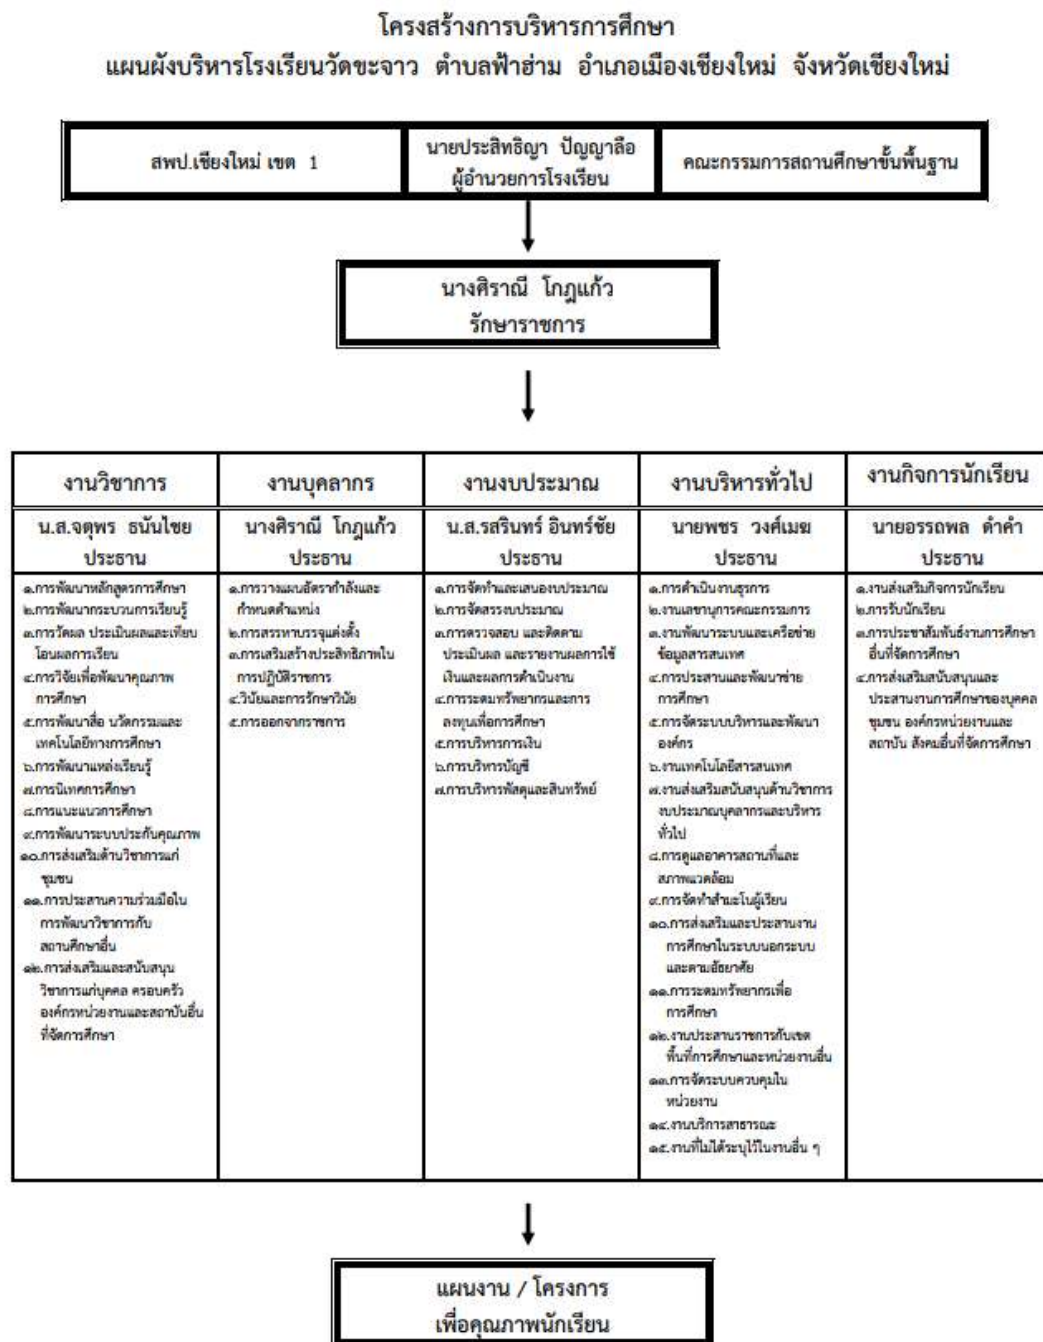 โครงสร้างการบริหารการศึกษา
แผนผังบริหารโรงเรียนวัดขะจาว ตำบลฟ้าฮ่าม อำเภอเมืองเชียงใหม่ จังหวัดเชียงใหม่
สพป.เชียงใหม่ เขต 1
นายประสิทธิญา ปัญญาลือ
ผู้อำนวยการโรงเรียน
คณะกรรมการสถานศึกษาขั้นพื้นฐาน
นางศิราณี โกฎแก้ว
รักษาราชการ
งานวิชาการ
น.ส.จตุพร ธนันไชย
ประธาน
๑.การพัฒนาหลักสูตรการศึกษา
๒.การพัฒนากระบวนการเรียนรู้
๓.การวัดผล ประเมินผลและเทียบ
โอนผลการเรียน
๔.การวิจัยเพื่อพัฒนาคุณภาพ
การศึกษา
๕.การพัฒนาสื่อ นวัตกรรมและ
เทคโนโลยีทางการศึกษา
๖.การพัฒนาแหล่งเรียนรู้
๗.การนิเทศการศึกษา
๘.การแนะแนวการศึกษา
๙.การพัฒนาระบบประกันคุณภาพ
๑๐.การส่งเสริมด้านวิชาการแก่
ชุมชน
๑๑.การประสานความร่วมมือใน
การพัฒนาวิชาการกับ
สถานศึกษาอื่น
๑๒.การส่งเสริมและสนับสนุน
วิชาการแก่บุคคล ครอบครัว
องค์กรหน่วยงานและสถาบันอื่น
ที่จัดการศึกษา
งานบุคลากร
นางศิราณี โกฎแก้ว
ประธาน
๑.การวางแผนอัตรากำลังและ
กำหนดตำแหน่ง
๒.การสรรหาบรรจุแต่งตั้ง
๓.การเสริมสร้างประสิทธิภาพใน
การปฏิบัติราชการ
๔.วินัยและการรักษาวินัย
๕.การออกจากราชการ
งานงบประมาณ
น.ส.รสรินทร์ อินทร์ชัย
ประธาน
๑.การจัดทำและเสนองบประมาณ
๒.การจัดสรรงบประมาณ
๓.การตรวจสอบ และติดตาม
ประเมินผล และรายงานผลการใช้
เงินและผลการดำเนินงาน
๔.การระดมทรัพยากรและการ
ลงทุนเพื่อการศึกษา
๕.การบริหารการเงิน
๖.การบริหารบัญชี
๗.การบริหารพัสดุและสินทรัพย์
งานบริหารทั่วไป
นายพชร วงศ์เมฆ
ประธาน
๑.การดำเนินงานธุรการ
๒.งานเลขานุการคณะกรรมการ
๓.งานพัฒนาระบบและเครือข่าย
ข้อมูลสารสนเทศ
๔.การประสานและพัฒนาข่าย
การศึกษา
๕.การจัดระบบบริหารและพัฒนา
องค์กร
๖.งานเทคโนโลยีสารสนเทศ
๗.งานส่งเสริมสนับสนุนด้านวิชาการ
งบประมาณบุคลากรและบริหาร
ทั่วไป
๘.การดูแลอาคารสถานที่และ
สภาพแวดล้อม
๙.การจัดทำสำมะโนผู้เรียน
๑๐.การส่งเสริมและประสานงาน
การศึกษาในระบบนอกระบบ
และตามอัธยาศัย
๑๑.การระดมทรัพยากรเพื่อ
การศึกษา
๑๒.งานประสานราชการกับเขต
พื้นที่การศึกษาและหน่วยงานอื่น
๑๓.การจัดระบบควบคุมใน
หน่วยงาน
๑๔.งานบริการสาธารณะ
๑๕.งานที่ไม่ได้ระบุไว้ในงานอื่น ๆ
งานกิจการนักเรียน
นายอรรถพล ดำคำ
ประธาน
๑.งานส่งเสริมกิจการนักเรียน
๒.การรับนักเรียน
๓.การประชาสัมพันธ์งานการศึกษา
อื่นที่จัดการศึกษา
๔.การส่งเสริมสนับสนุนและ
ประสานงานการศึกษาของบุคคล
ชุมชน องค์กรหน่วยงานและ
สถาบัน สังคมอื่นที่จัดการศึกษา
แผนงาน / โครงการ
เพื่อคุณภาพนักเรียน